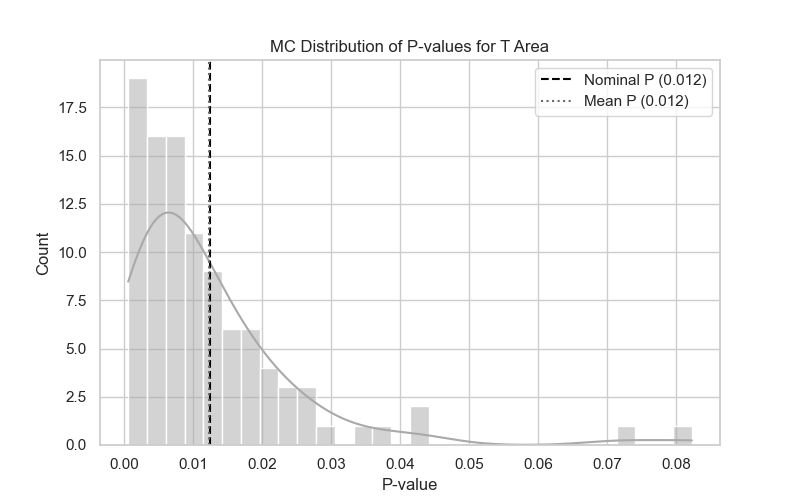 MC Distribution of P-values for T Area
Nominal P (0.012)
Mean P (0.012)
17.5
15.0
12.5
10.0
7.5
5.0
2.5
0.0
Count
0.00 0.01 0.02 0.03 0.04 0.05 0.06 0.07 0.08
P-value